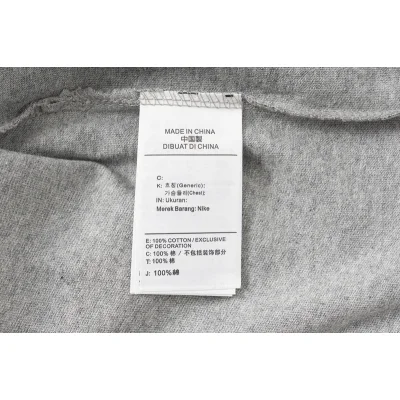 MADE IN CHINA
中国製
DIBUAT DI CHINA
C:
K: 호칭(Generic):
가슴둘레(Chest):
IN: Ukuran:
Merek Barang: Nike
E: 100% COTTON / EXCLUSIVE
OF DECORATION
C: 100% 棉 / 不包括装饰部分
T: 100% 棉
J: 100% 綿